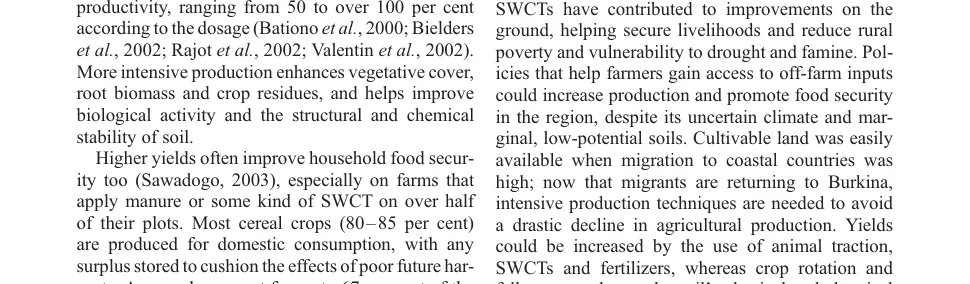 productivity, ranging from 50 to over 100 per cent
according to the dosage (Bationo et al., 2000; Bielders
et al., 2002; Rajot et al., 2002; Valentin et al., 2002).
More intensive production enhances vegetative cover,
root biomass and crop residues, and helps improve
biological activity and the structural and chemical
stability of soil.
Higher yields often improve household food secur-
ity too (Sawadogo, 2003), especially on farms that
apply manure or some kind of SWCT on over half
of their plots. Most cereal crops (80–85 per cent)
are produced for domestic consumption, with any
surplus stored to cushion the effects of poor future har-
SWCTs have contributed to improvements on the
ground, helping secure livelihoods and reduce rural
poverty and vulnerability to drought and famine. Pol-
icies that help farmers gain access to off-farm inputs
could increase production and promote food security
in the region, despite its uncertain climate and mar-
ginal, low-potential soils. Cultivable land was easily
available when migration to coastal countries was
high; now that migrants are returning to Burkina,
intensive production techniques are needed to avoid
a drastic decline in agricultural production. Yields
could be increased by the use of animal traction,
SWCTs and fertilizers, whereas crop rotation and